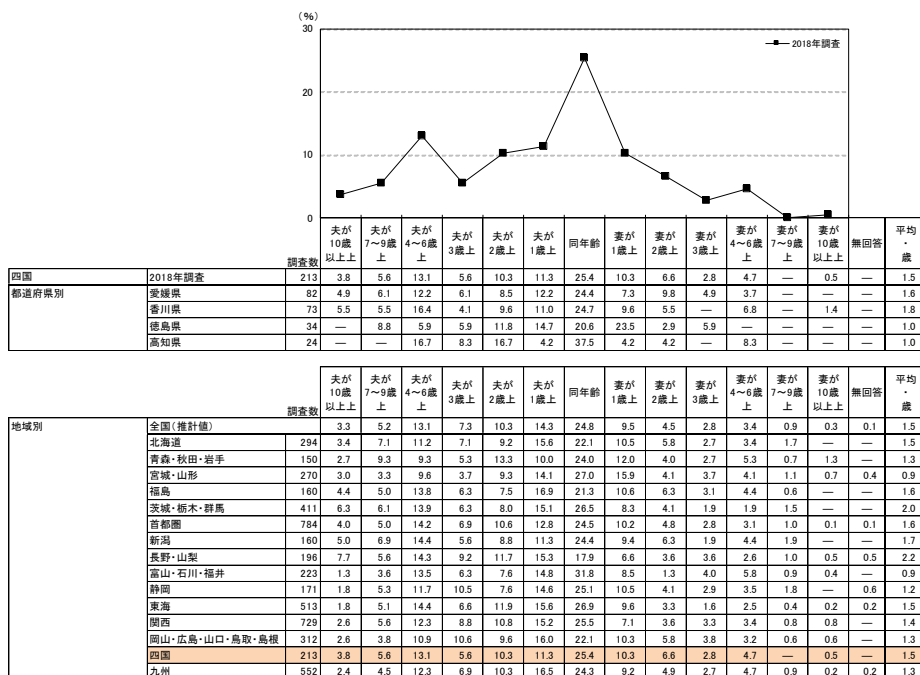 (%)
30
20
10
0
2018年調査
調査数 夫が10歳以上上 夫が7～9歳上 夫が4～6歳上 夫が3歳上 夫が2歳上 夫が1歳上 同年齢 妻が1歳上 妻が2歳上 妻が3歳上 妻が4～6歳上 妻が7～9歳上 妻が10歳以上上 無回答 平均・歳
四国 2018年調査 213 3.8 5.6 13.1 5.6 10.3 11.3 25.4 10.3 6.6 2.8 4.7 — 0.5 — 1.5
都道府県別 愛媛県 82 4.9 6.1 12.2 6.1 8.5 12.2 24.4 7.3 9.8 4.9 3.7 — — — 1.6
香川県 73 5.5 5.5 16.4 4.1 9.6 11.0 24.7 9.6 5.5 — 6.8 — 1.4 — 1.8
徳島県 34 — 8.8 5.9 5.9 11.8 14.7 20.6 23.5 2.9 5.9 — — — — 1.0
高知県 24 — — 16.7 8.3 16.7 4.2 37.5 4.2 4.2 — 8.3 — — — 1.0
調査数 夫が10歳以上上 夫が7～9歳上 夫が4～6歳上 夫が3歳上 夫が2歳上 夫が1歳上 同年齢 妻が1歳上 妻が2歳上 妻が3歳上 妻が4～6歳上 妻が7～9歳上 妻が10歳以上上 無回答 平均・歳
地域別 全国(推計値) 3.3 5.2 13.1 7.3 10.3 14.3 24.8 9.5 4.5 2.8 3.4 0.9 0.3 0.1 1.5
北海道 294 3.4 7.1 11.2 7.1 9.2 15.6 22.1 10.5 5.8 2.7 3.4 1.7 — — 1.5
青森・秋田・岩手 150 2.7 9.3 9.3 5.3 13.3 10.0 24.0 12.0 4.0 2.7 5.3 0.7 1.3 — 1.3
宮城・山形 270 3.0 3.3 9.6 3.7 9.3 14.1 27.0 15.9 4.1 3.7 4.1 1.1 0.7 0.4 0.9
福島 160 4.4 5.0 13.8 6.3 7.5 16.9 21.3 10.6 6.3 3.1 4.4 0.6 — — 1.6
茨城・栃木・群馬 411 6.3 6.1 13.9 6.3 8.0 15.1 26.5 8.3 4.1 1.9 1.9 1.5 — — 2.0
首都圏 784 4.0 5.0 14.2 6.9 10.6 12.8 24.5 10.2 4.8 2.8 3.1 1.0 0.1 0.1 1.6
新潟 160 5.0 6.9 14.4 5.6 8.8 11.3 24.4 9.4 6.3 1.9 4.4 1.9 — — 1.7
長野・山梨 196 7.7 5.6 14.3 9.2 11.7 15.3 17.9 6.6 3.6 3.6 2.6 1.0 0.5 0.5 2.2
富山・石川・福井 223 1.3 3.6 13.5 6.3 7.6 14.8 31.8 8.5 1.3 4.0 5.8 0.9 0.4 — 0.9
静岡 171 1.8 5.3 11.7 10.5 7.6 14.6 25.1 10.5 4.1 2.9 3.5 1.8 — 0.6 1.2
東海 513 1.8 5.1 14.4 6.6 11.9 15.6 26.9 9.6 3.3 1.6 2.5 0.4 0.2 0.2 1.5
関西 729 2.6 5.6 12.3 8.8 10.8 15.2 25.5 7.1 3.6 3.3 3.4 0.8 0.8 — 1.4
岡山・広島・山口・鳥取・島根 312 2.6 3.8 10.9 10.6 9.6 16.0 22.1 10.3 5.8 3.8 3.2 0.6 0.6 — 1.3
四国 213 3.8 5.6 13.1 5.6 10.3 11.3 25.4 10.3 6.6 2.8 4.7 — 0.5 — 1.5
九州 552 2.4 4.5 12.3 6.9 10.3 16.5 24.3 9.2 4.9 2.7 4.7 0.9 0.2 0.2 1.3